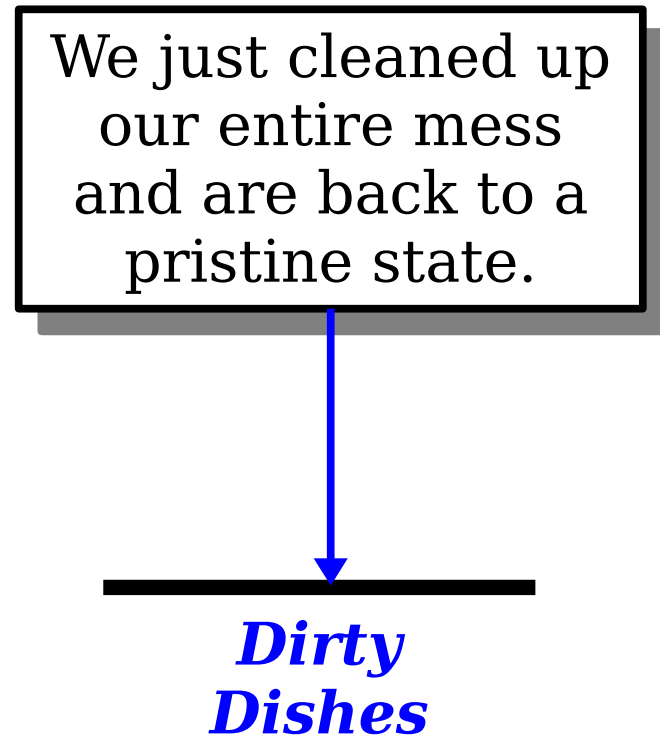 We just cleaned up
our entire mess
and are back to a
pristine state.
Dirty
Dishes